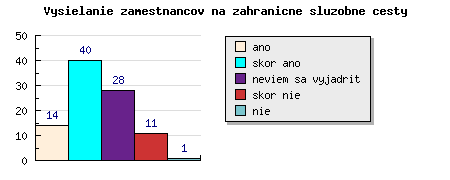 Vysielanie zamestnancov na zahranicne sluzobne cesty
50
40
30
20
10
0
14
40
28
11
1
ano
skor ano
neviem sa vyjadrit
skor nie
nie